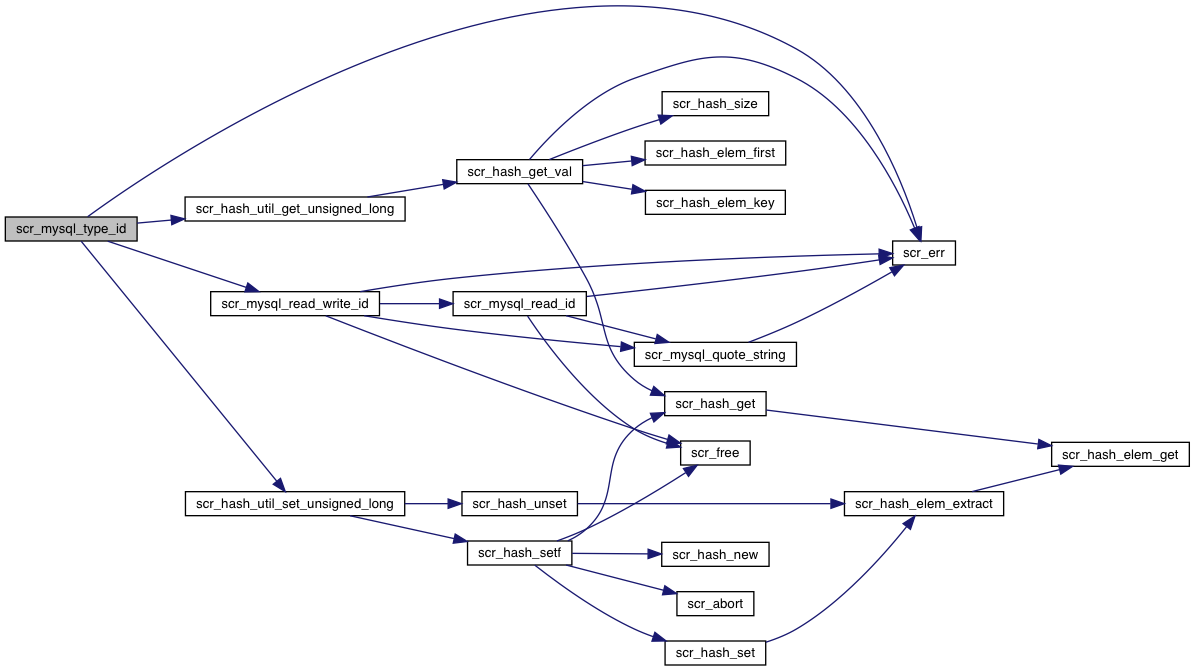 scr_mysql_type_id
scr_hash_util_get_unsigned_long
scr_mysql_read_write_id
scr_hash_util_set_unsigned_long
scr_hash_get_val
scr_mysql_read_id
scr_hash_unset
scr_hash_setf
scr_hash_size
scr_hash_elem_first
scr_hash_elem_key
scr_mysql_quote_string
scr_hash_get
scr_free
scr_hash_new
scr_abort
scr_hash_set
scr_err
scr_hash_elem_extract
scr_hash_elem_get